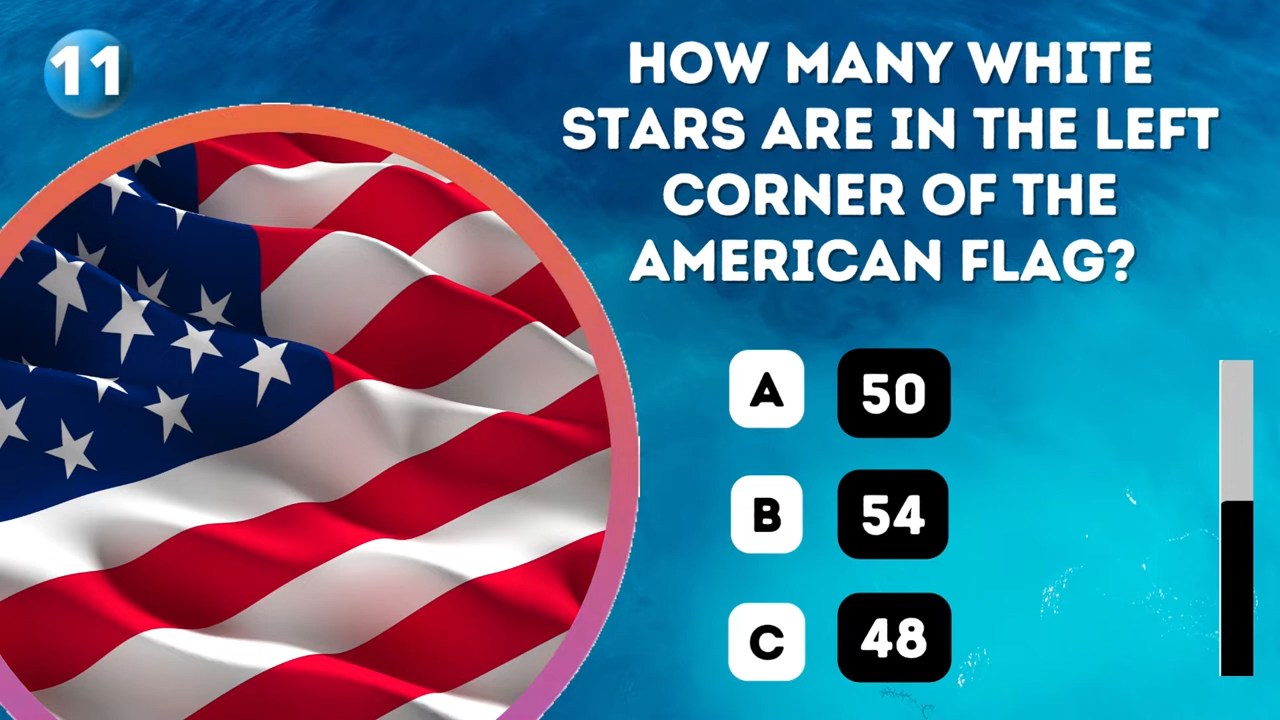 11
HOW MANY WHITE
STARS ARE IN THE LEFT
CORNER OF THE
AMERICAN FLAG?
A 50
B 54
C 48